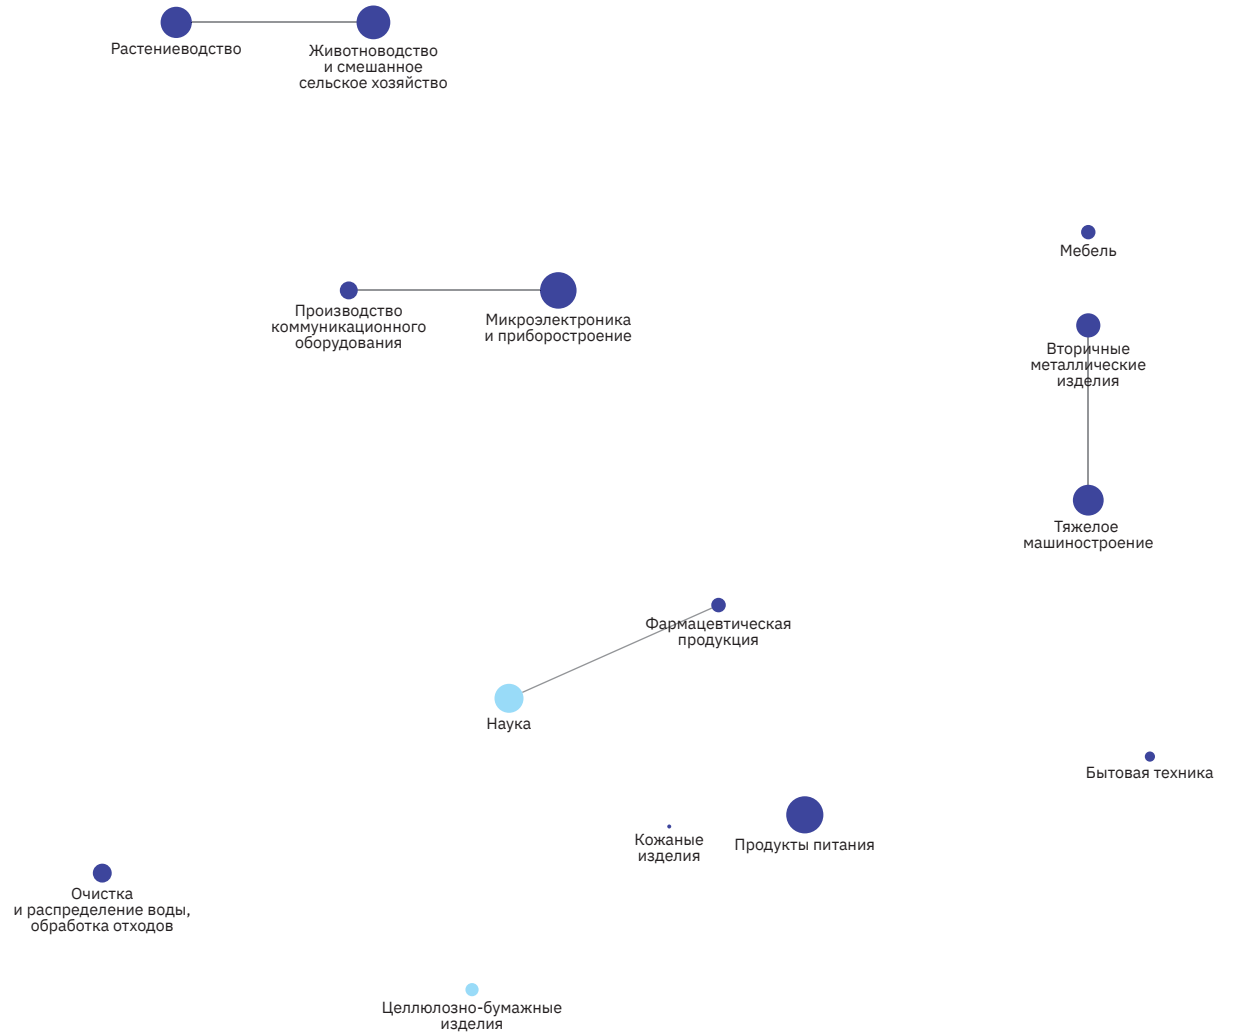 Растениеводство
Животноводство
и смешанное
сельское хозяйство
Мебель
Производство
коммуникационного
оборудования
Микроэлектроника
и приборостроение
Вторичные
металлические
изделия
Тяжелое
машиностроение
Фармацевтическая
продукция
Наука
Бытовая техника
Кожаные
изделия
Продукты питания
Очистка
и распределение воды,
обработка отходов
Целлюлозно-бумажные
изделия